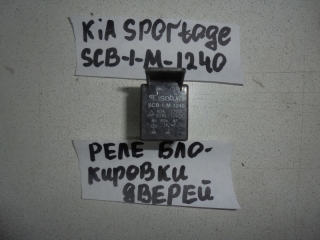 KiA SPORTAGE
SCB-1-M-1240
SCB-1-M-1240
РЕЛЕ БЛО-
КИРОВКИ
ДВЕРЕЙ